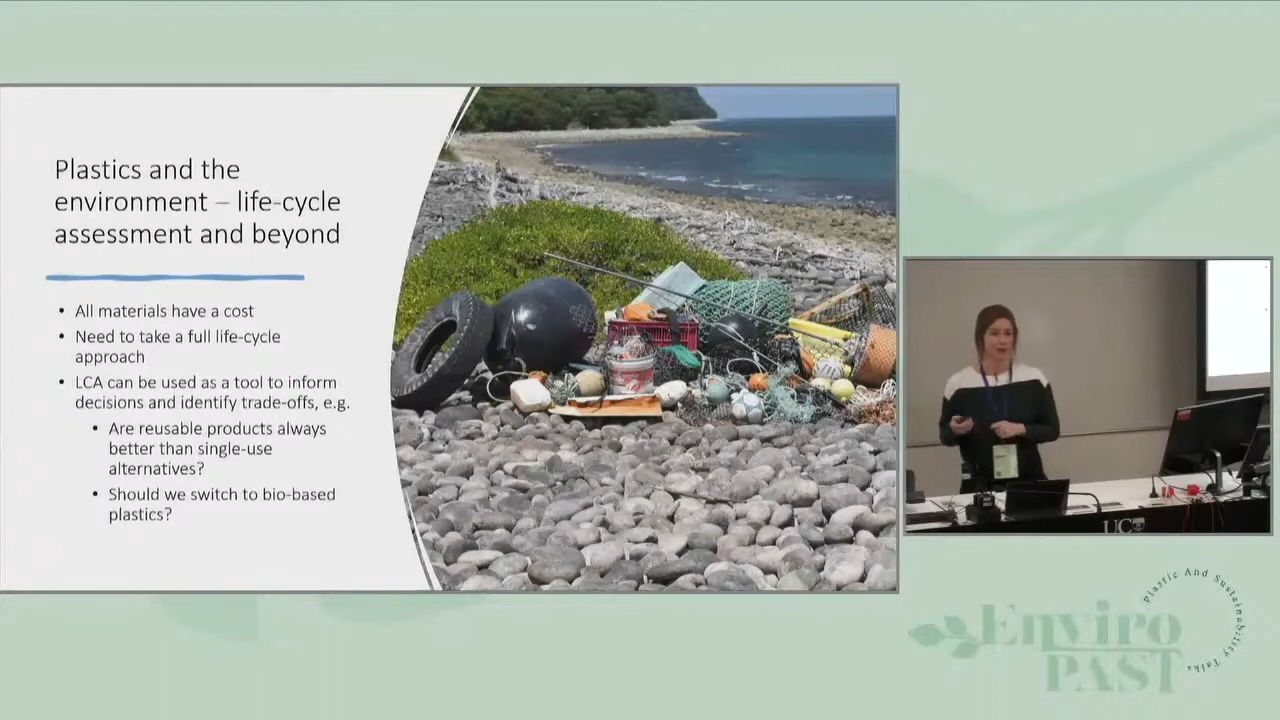 Plastics and the
environment – life-cycle
assessment and beyond
• All materials have a cost
• Need to take a full life-cycle
approach
• LCA can be used as a tool to inform
decisions and identify trade-offs, e.g.
• Are reusable products always
better than single-use
alternatives?
• Should we switch to bio-based
plastics?
UC
Plastic And Sustainability Talks
Enviro
PAST